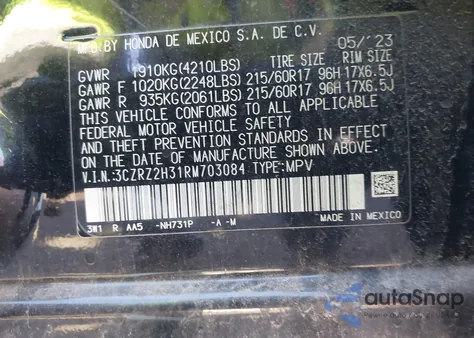 MFD.BY HONDA DE MEXICO S.A. DE C.V. 05/'23
TIRE SIZE RIM SIZE
GVWR 1910KG(4210LBS)
GAWR F 1020KG(2248LBS) 215/60R17 96H 17X6.5J
GAWR R 935KG(2061LBS) 215/60R17 96H 17X6.5J
THIS VEHICLE CONFORMS TO ALL APPLICABLE
FEDERAL MOTOR VEHICLE SAFETY
AND THEFT PREVENTION STANDARDS IN EFFECT
ON THE DATE OF MANUFACTURE SHOWN ABOVE.
V.I.N:3CZRZ2H31RM703084 TYPE:MPV
3W1 R AA5 -NH731P -A -M
MADE IN MEXICO
autoSnap
Powered by